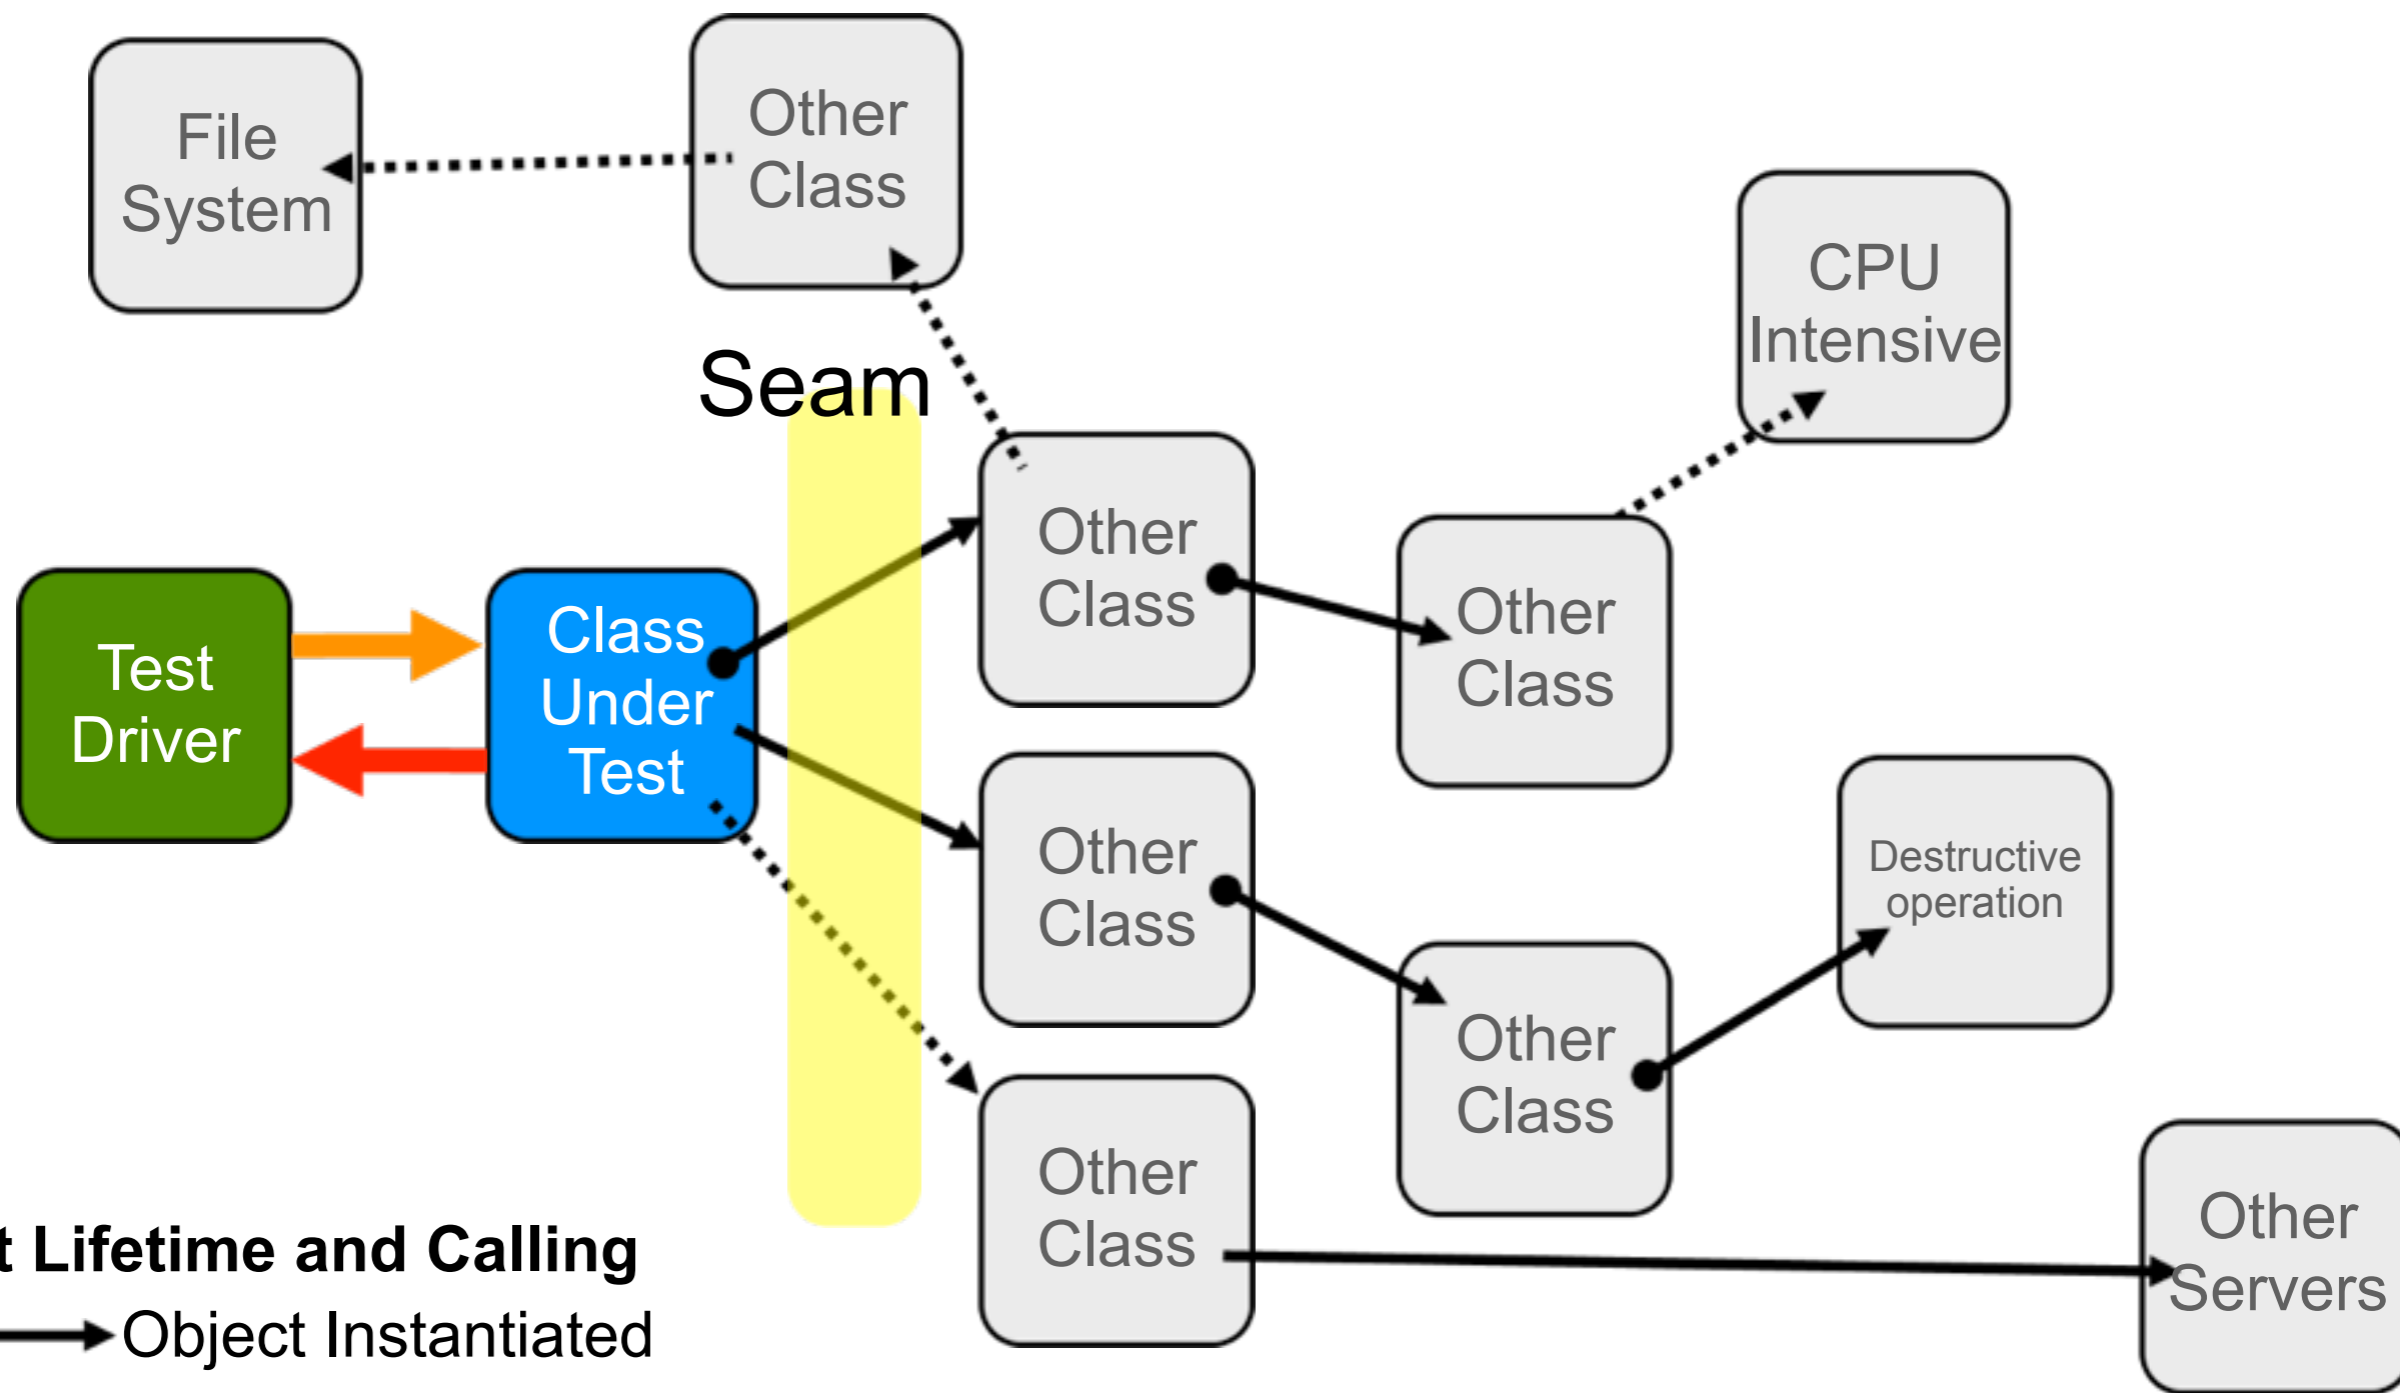 File
System
Other
Class
CPU
Intensive
Seam
Other
Class
Other
Class
Test
Driver
Class
Under
Test
Other
Class
Destructive
operation
Other
Class
Other
Class
Other
Servers
t Lifetime and Calling
Object Instantiated